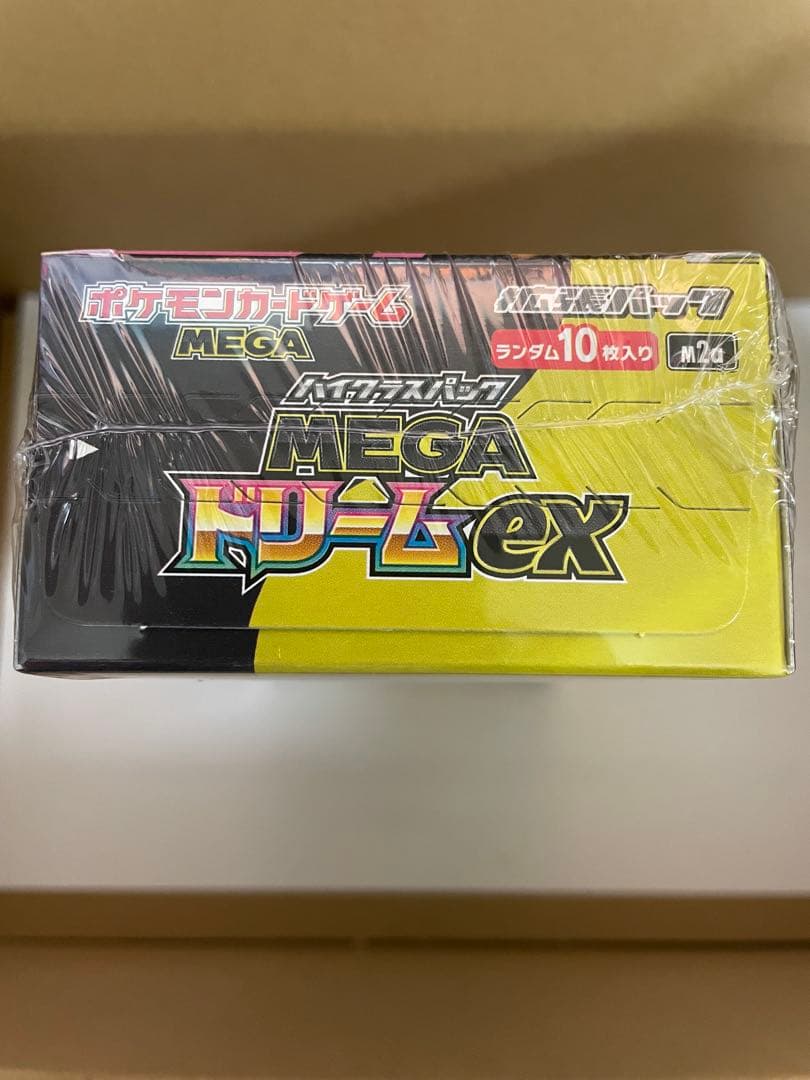 ポケモンカードゲーム
MEGA
拡張パック
ランダム10枚入り
M2a
ハイクラスパック
MEGA
ドリームex